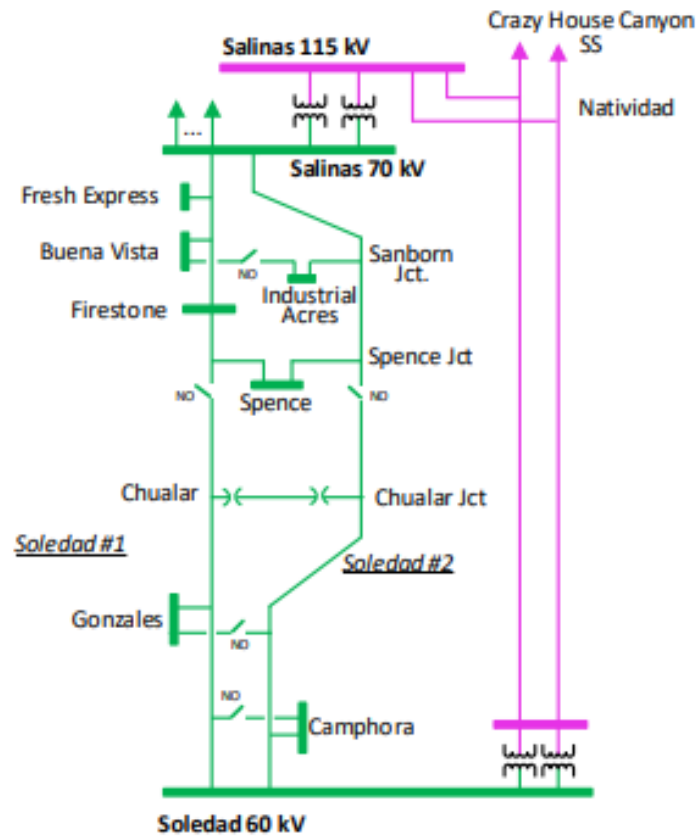 Crazy House Canyon
SS
Salinas 115 kV
Natividad
...
Salinas 70 kV
Fresh Express
Buena Vista
NO
Sanborn
Jct.
Industrial
Acres
Firestone
Spence Jct
NO
Spence
NO
Chualar
Chualar Jct
Soledad #1
Soledad #2
Gonzales
NO
NO
Camphora
Soledad 60 kV